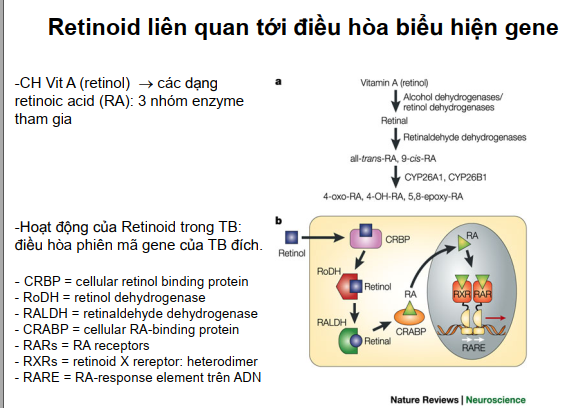 Retinoid liên quan tới điều hòa biểu hiện gene
-CH Vit A (retinol) → các dạng
retinoic acid (RA): 3 nhóm enzyme
tham gia
a
Vitamin A (retinol)
Alcohol dehydrogenases/
retinol dehydrogenases
Retinal
Retinaldehyde dehydrogenases
all-trans-RA, 9-cis-RA
CYP26A1, CYP26B1
4-oxo-RA, 4-OH-RA, 5,8-epoxy-RA
-Hoạt động của Retinoid trong TB:
điều hòa phiên mã gene của TB đích.
- CRBP = cellular retinol binding protein
- RoDH = retinol dehydrogenase
- RALDH = retinaldehyde dehydrogenase
- CRABP = cellular RA-binding protein
- RARs = RA receptors
- RXRs = retinoid X rereptor: heterodimer
- RARE = RA-response element trên ADN
b
Retinol
CRBP
RoDH
Retinol
RALDH
Retinal
RA
CRABP
RA
RXR RAR
RARE
Nature Reviews | Neuroscience